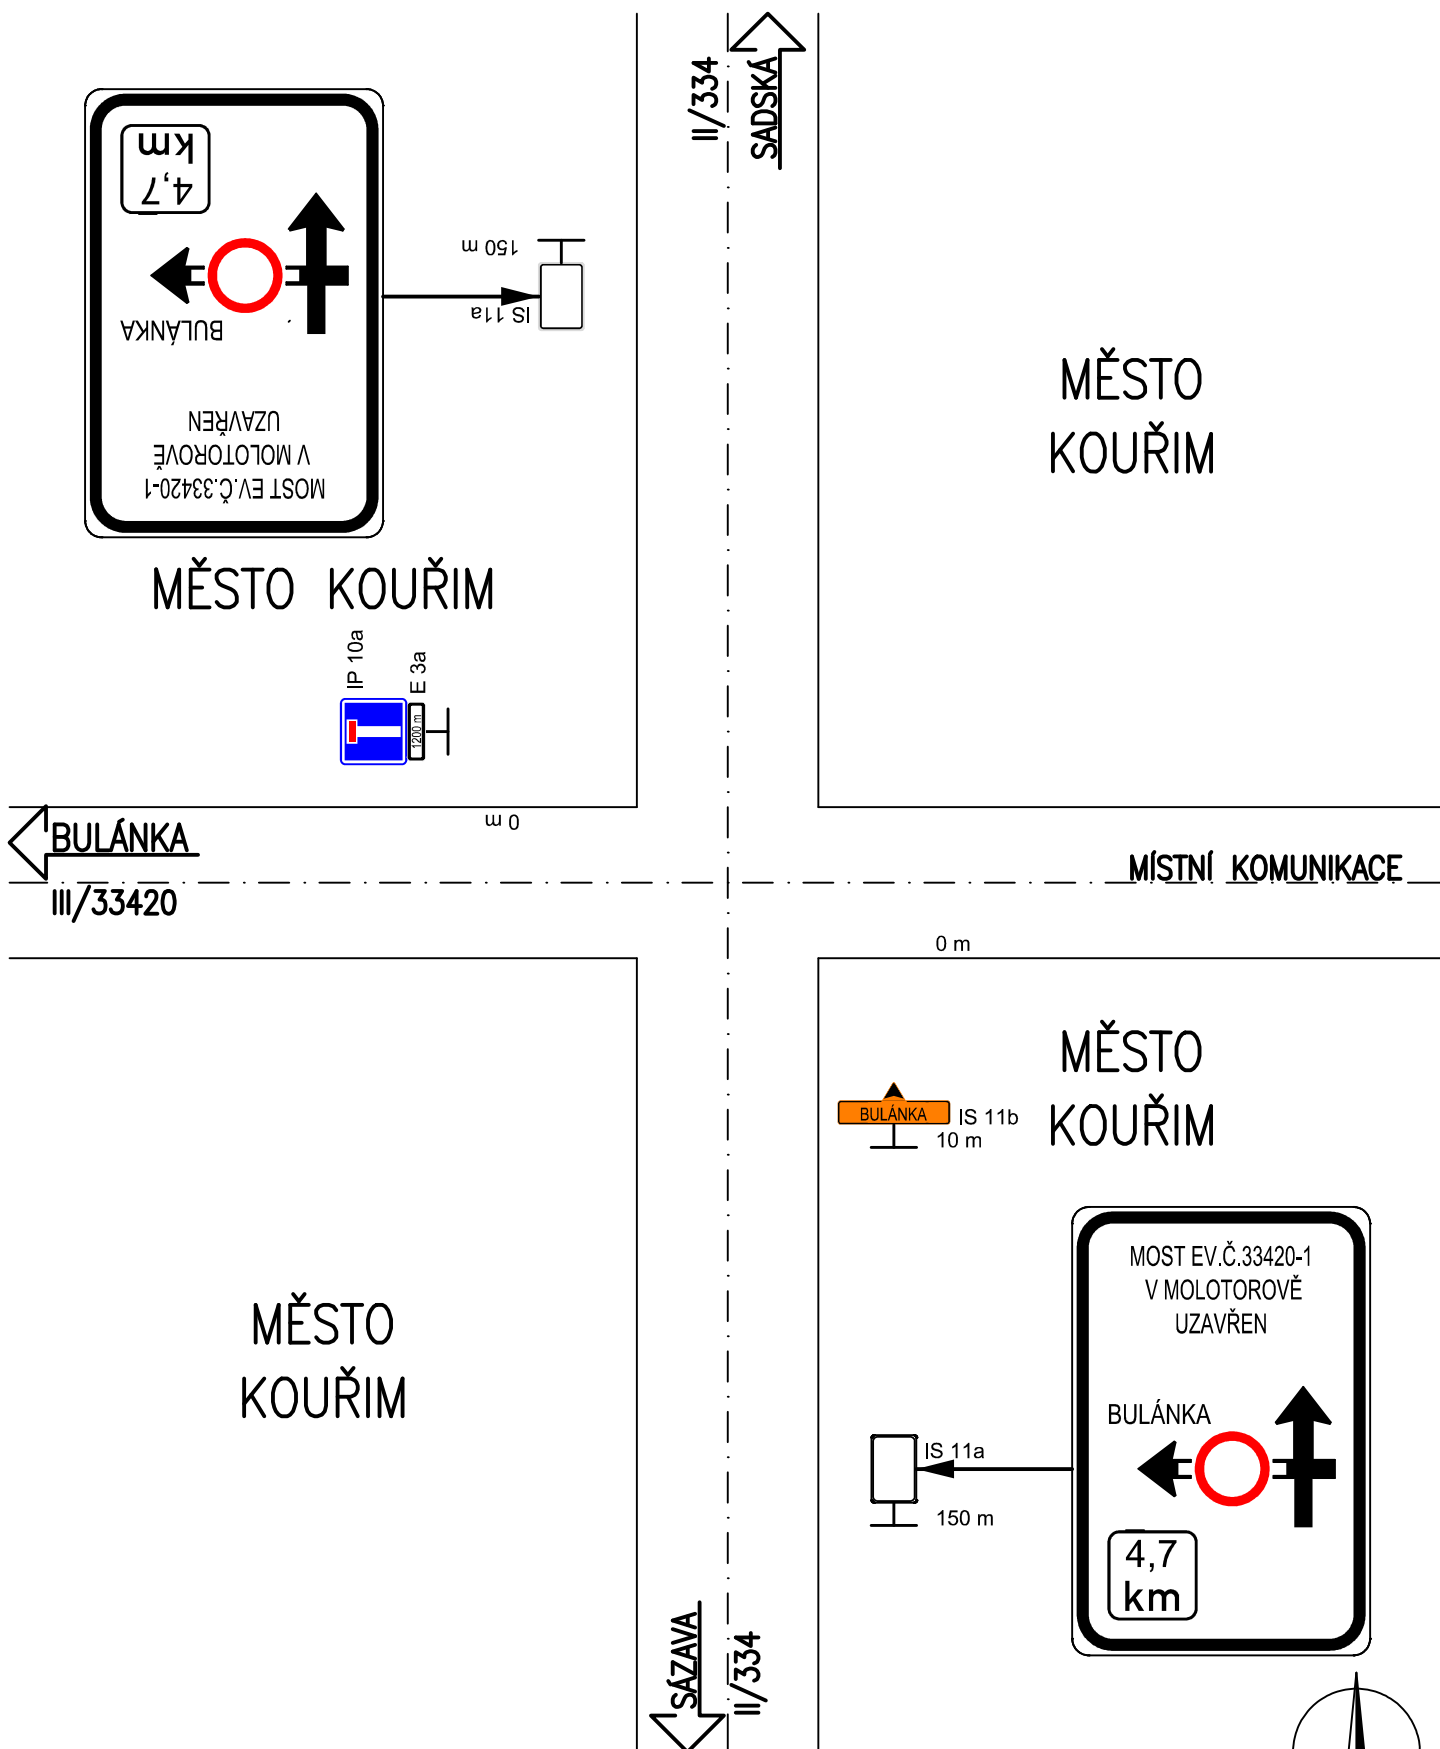 II/334
SADSKÁ
MOST EV.Č.33420-1
V MOLOTOROVĚ
UZAVŘEN
BULÁNKA
4,7
km
150 m
IS 11a
MĚSTO
KOUŘIM
MĚSTO KOUŘIM
IP 10a
E 3a
1200 m
0 m
BULÁNKA
III/33420
MÍSTNÍ KOMUNIKACE
0 m
MĚSTO
KOUŘIM
BULÁNKA
IS 11b
10 m
MOST EV.Č.33420-1
V MOLOTOROVĚ
UZAVŘEN
BULÁNKA
4,7
km
IS 11a
150 m
MĚSTO
KOUŘIM
SÁZAVA
II/334